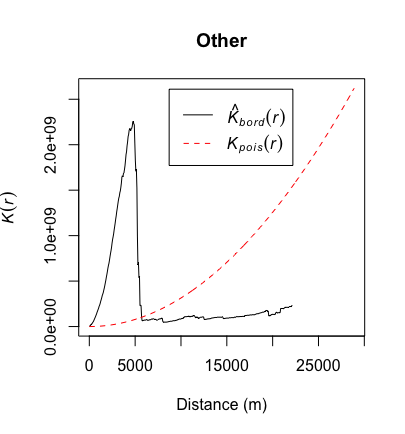 Other
K̂bord(r)
Kpois(r)
K(r)
0.0e+00 1.0e+09 2.0e+09
0 5000 15000 25000
Distance (m)